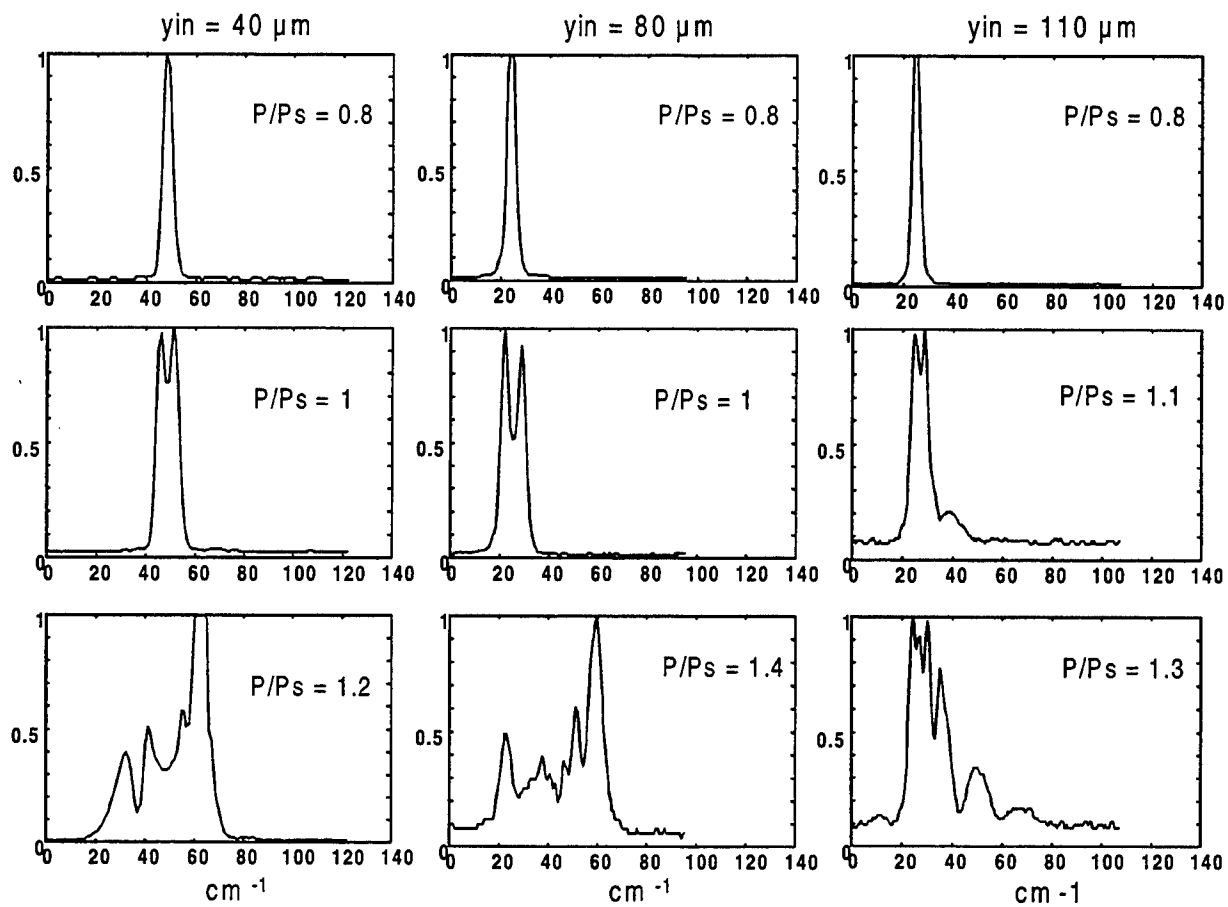 yin = 40 µm yin = 80 µm yin = 110 µm
1 1 1
P/Ps = 0.8 P/Ps = 0.8 P/Ps = 0.8
0.5 0.5 0.5
0 0 0
0 20 40 60 80 100 120 140 0 20 40 60 80 100 120 140 0 20 40 60 80 100 120 140
1 1 1
P/Ps = 1 P/Ps = 1 P/Ps = 1.1
0.5 0.5 0.5
0 0 0
0 20 40 60 80 100 120 140 0 20 40 60 80 100 120 140 0 20 40 60 80 100 120 140
1 1 1
P/Ps = 1.2 P/Ps = 1.4 P/Ps = 1.3
0.5 0.5 0.5
0 0 0
0 20 40 60 80 100 120 140 0 20 40 60 80 100 120 140 0 20 40 60 80 100 120 140
cm -1 cm -1 cm -1